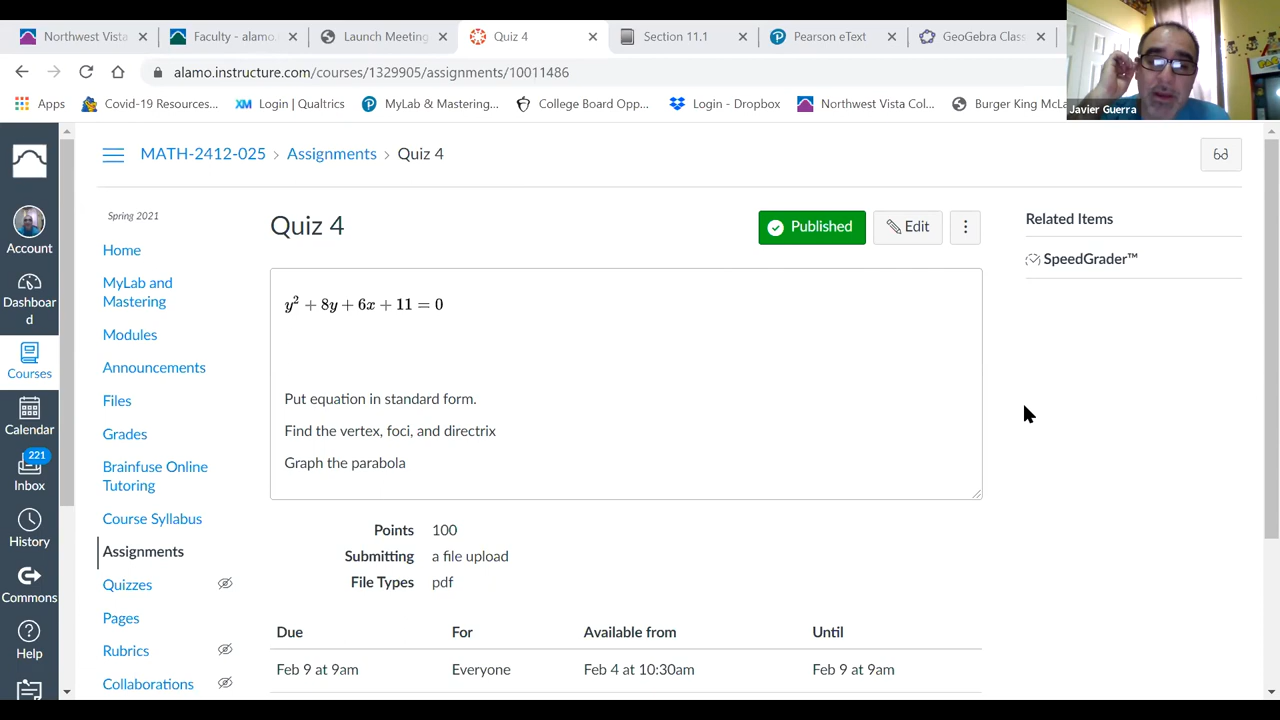 Northwest Vista
Faculty - alamo.
Launch Meeting
Quiz 4
Section 11.1
Pearson eText
GeoGebra Clas
alamo.instructure.com/courses/1329905/assignments/10011486
Apps
Covid-19 Resources...
XM Login | Qualtrics
MyLab & Mastering...
College Board Opp...
Login - Dropbox
Northwest Vista Col...
Burger King McLa
Javier Guerra
MATH-2412-025 › Assignments › Quiz 4
Account
Dashboar
d
Courses
Calendar
221
Inbox
History
Commons
Help
Spring 2021
Home
MyLab and
Mastering
Modules
Announcements
Files
Grades
Brainfuse Online
Tutoring
Course Syllabus
Assignments
Quizzes
Pages
Rubrics
Collaborations
Quiz 4
Published
Edit
y² + 8y + 6x + 11 = 0
Put equation in standard form.
Find the vertex, foci, and directrix
Graph the parabola
Points 100
Submitting a file upload
File Types pdf
Due For Available from Until
Feb 9 at 9am Everyone Feb 4 at 10:30am Feb 9 at 9am
Related Items
SpeedGrader™